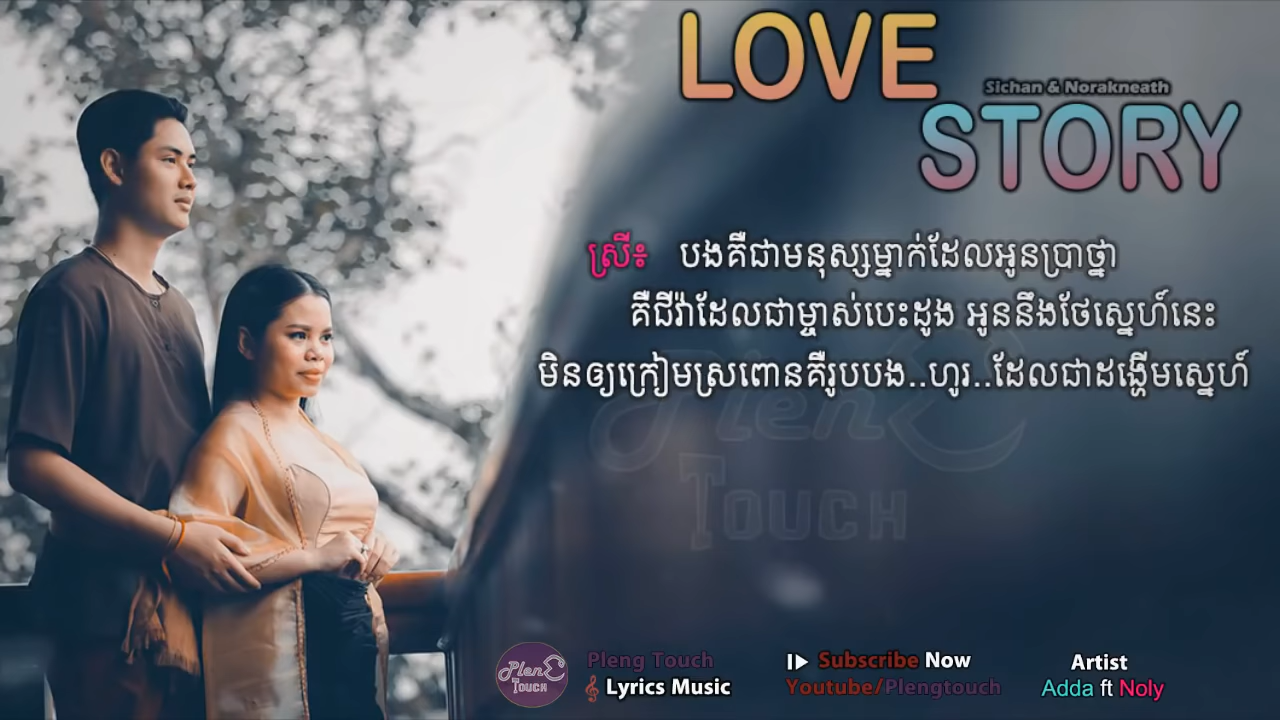 LOVE
Sichan & Norakneath
STORY
ស្រី៖ បងគឺជាមនុស្សម្នាក់ដែលអូនប្រាថ្នា
គឺជីវ៉ាដែលជាម្ចាស់បេះដូង អូននឹងថែស្នេហ៍នេះ
មិនឲ្យក្រៀមស្រពោនគឺរូបបង..ហូរ..ដែលជាដង្ហើមស្នេហ៍
PlenG
Touch
PlenG
Touch
Pleng Touch
Lyrics Music
Subscribe Now
Youtube/Plengtouch
Artist
Adda ft Noly